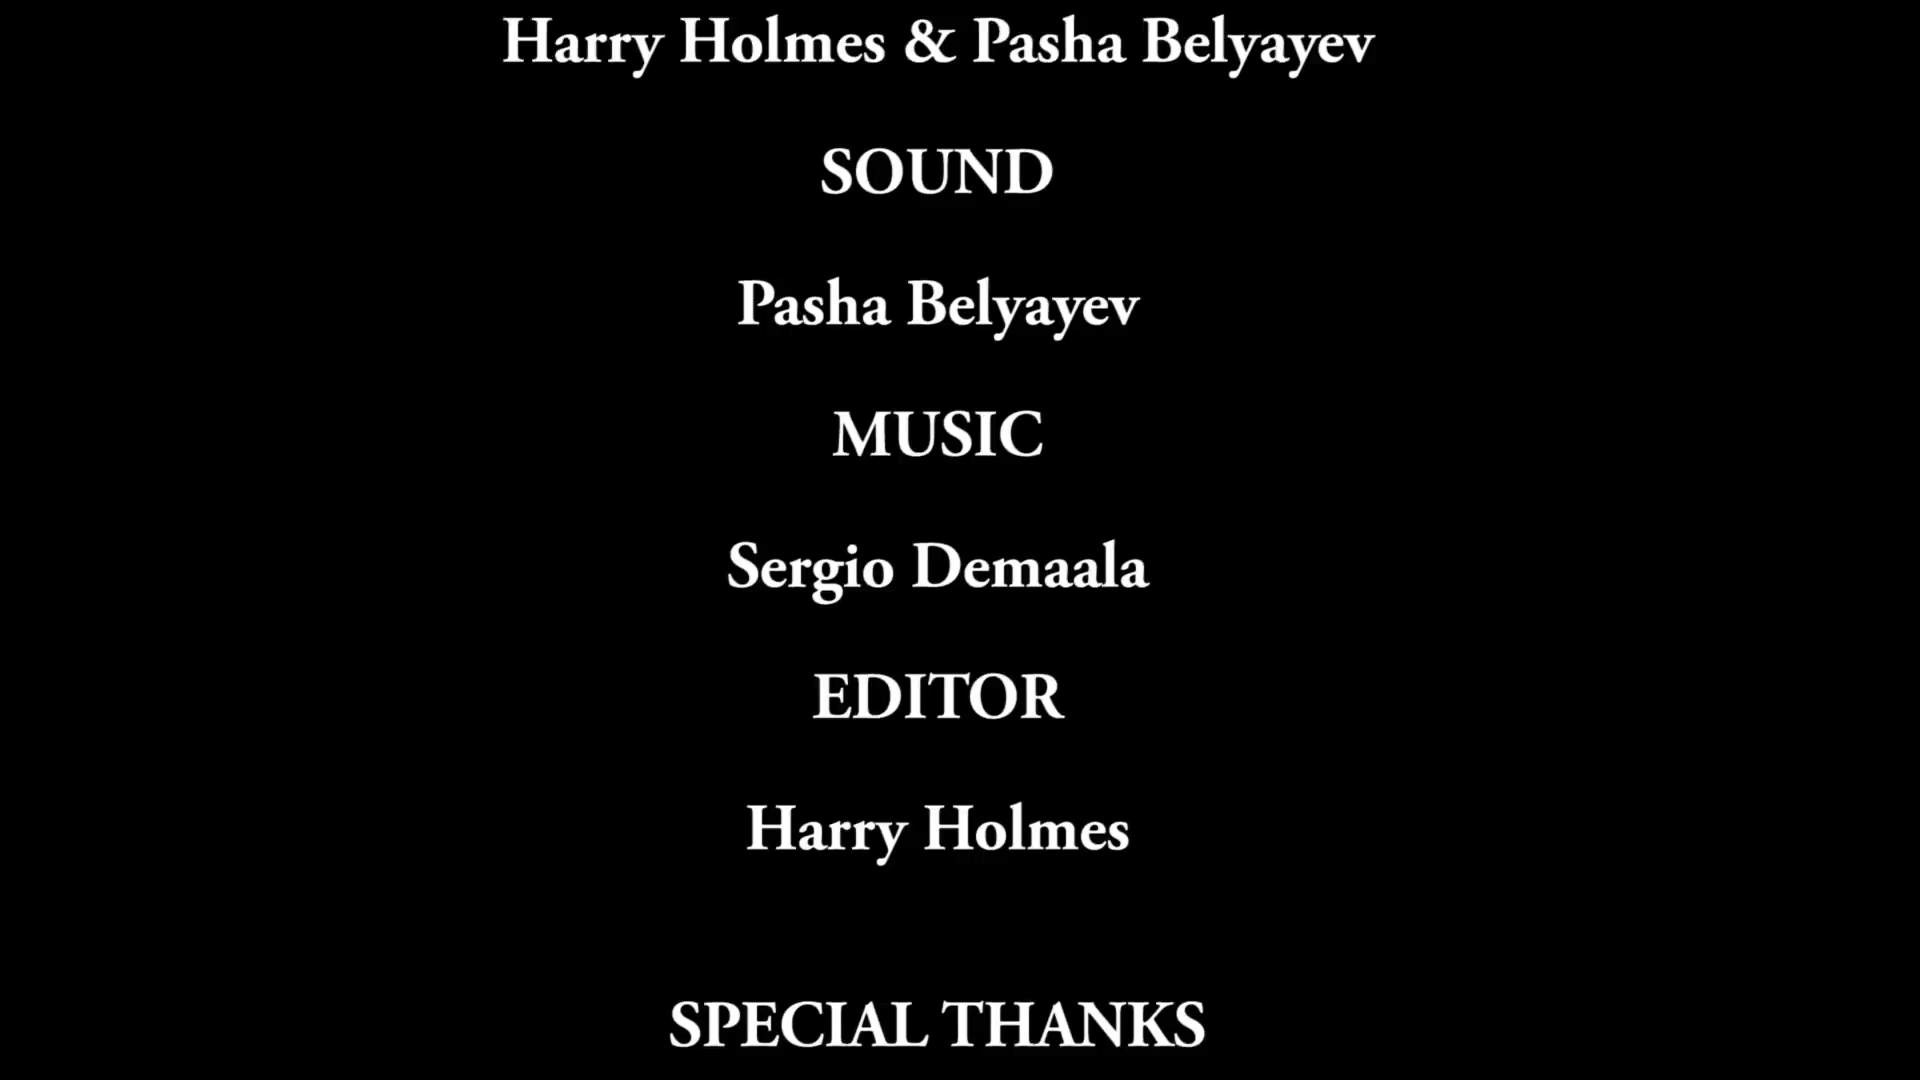 Harry Holmes & Pasha Belyayev
SOUND
Pasha Belyayev
MUSIC
Sergio Demaala
EDITOR
Harry Holmes
SPECIAL THANKS